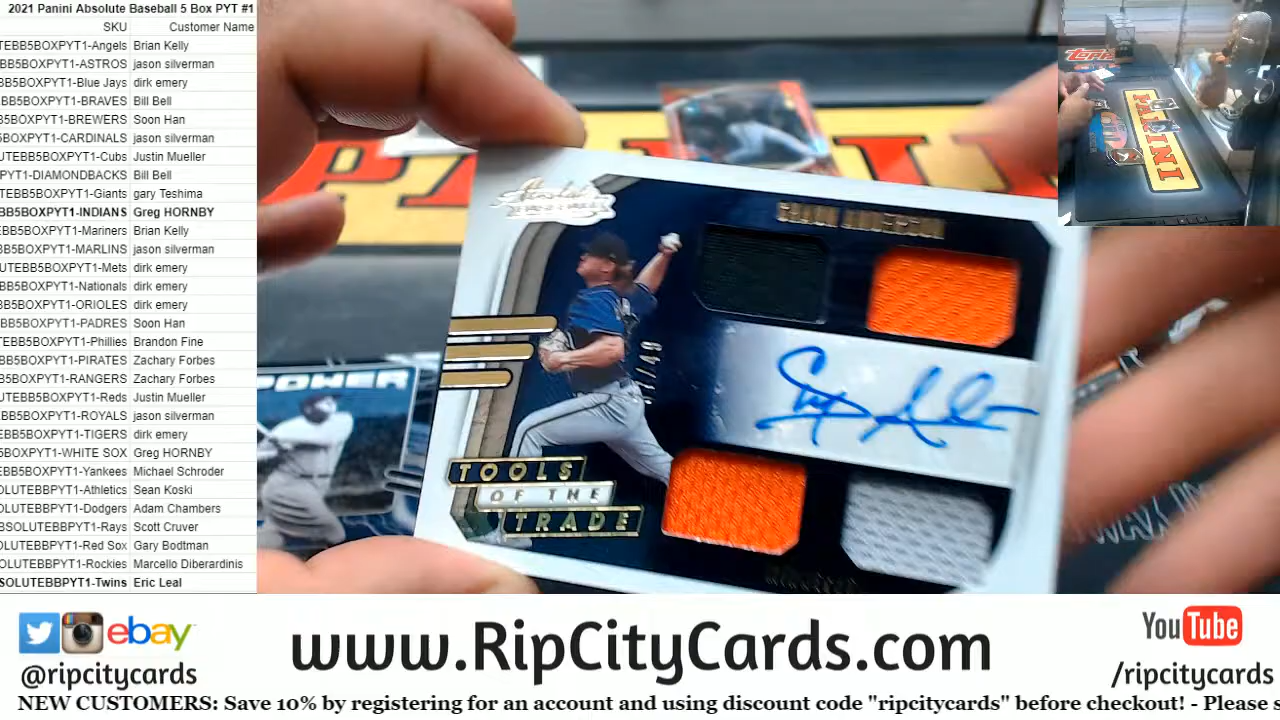 2021 Panini Absolute Baseball 5 Box PYT #1
SKU Customer Name
TEBB5BOXPYT1-Angels Brian Kelly
EBB5BOXPYT1-ASTROS jason silverman
TEBB5BOXPYT1-Blue Jays dirk emery
BB5BOXPYT1-BRAVES Bill Bell
B5BOXPYT1-BREWERS Soon Han
5BOXPYT1-CARDINALS jason silverman
UTEBB5BOXPYT1-Cubs Justin Mueller
PYT1-DIAMONDBACKS Bill Bell
TEBB5BOXPYT1-Giants gary Teshima
BB5BOXPYT1-INDIANS Greg HORNBY
BB5BOXPYT1-Mariners Brian Kelly
BB5BOXPYT1-MARLINS jason silverman
UTEBB5BOXPYT1-Mets dirk emery
BB5BOXPYT1-Nationals dirk emery
BB5BOXPYT1-ORIOLES dirk emery
BB5BOXPYT1-PADRES Soon Han
EBB5BOXPYT1-Phillies Brandon Fine
BB5BOXPYT1-PIRATES Zachary Forbes
BB5BOXPYT1-RANGERS Zachary Forbes
UTEBB5BOXPYT1-Reds Justin Mueller
BB5BOXPYT1-ROYALS jason silverman
EBB5BOXPYT1-TIGERS dirk emery
5BOXPYT1-WHITE SOX Greg HORNBY
BB5BOXPYT1-Yankees Michael Schroder
OLUTEBBPYT1-Athletics Sean Koski
OLUTEBBPYT1-Dodgers Adam Chambers
BSOLUTEBBPYT1-Rays Scott Cruver
OLUTEBBPYT1-Red Sox Gary Bodtman
OLUTEBBPYT1-Rockies Marcello Diberardinis
SOLUTEBBPYT1-Twins Eric Leal
POWER
Absolute
TOOLS
OF THE
TRADE
topps
PANINI
ebay
@ripcitycards
www.RipCityCards.com
YouTube
/ripcitycards
NEW CUSTOMERS: Save 10% by registering for an account and using discount code "ripcitycards" before checkout! - Please s